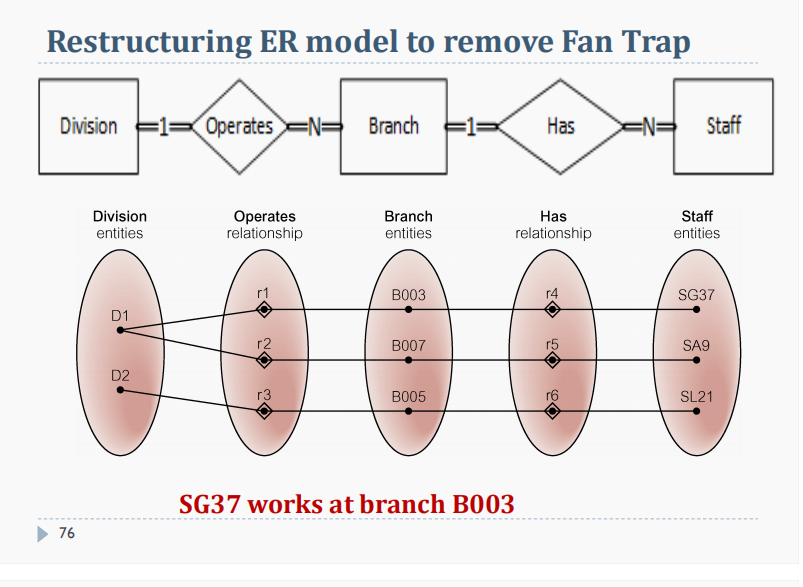 Restructuring ER model to remove Fan Trap
Division 1 Operates N Branch 1 Has N Staff
Division Operates Branch Has Staff
entities relationship entities relationship entities
r1 B003 r4 SG37
D1
r2 B007 r5 SA9
D2
r3 B005 r6 SL21
SG37 works at branch B003
76